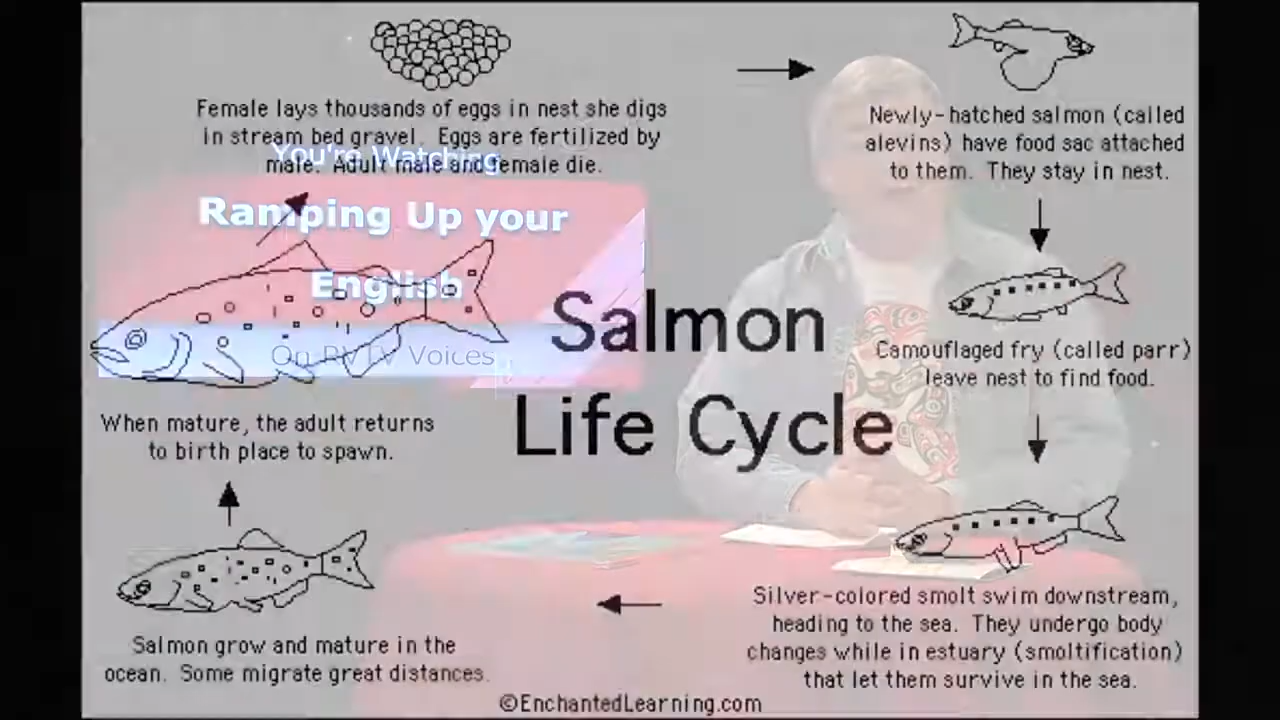 Female lays thousands of eggs in nest she digs
in stream bed gravel. Eggs are fertilized by
male. Adult male and female die.
Newly-hatched salmon (called
alevins) have food sac attached
to them. They stay in nest.
You're Watching
Ramping Up your
English
On RVTV Voices
Salmon
Life Cycle
Camouflaged fry (called parr)
leave nest to find food.
When mature, the adult returns
to birth place to spawn.
Silver-colored smolt swim downstream,
heading to the sea. They undergo body
changes while in estuary (smoltification)
that let them survive in the sea.
Salmon grow and mature in the
ocean. Some migrate great distances.
©EnchantedLearning.com